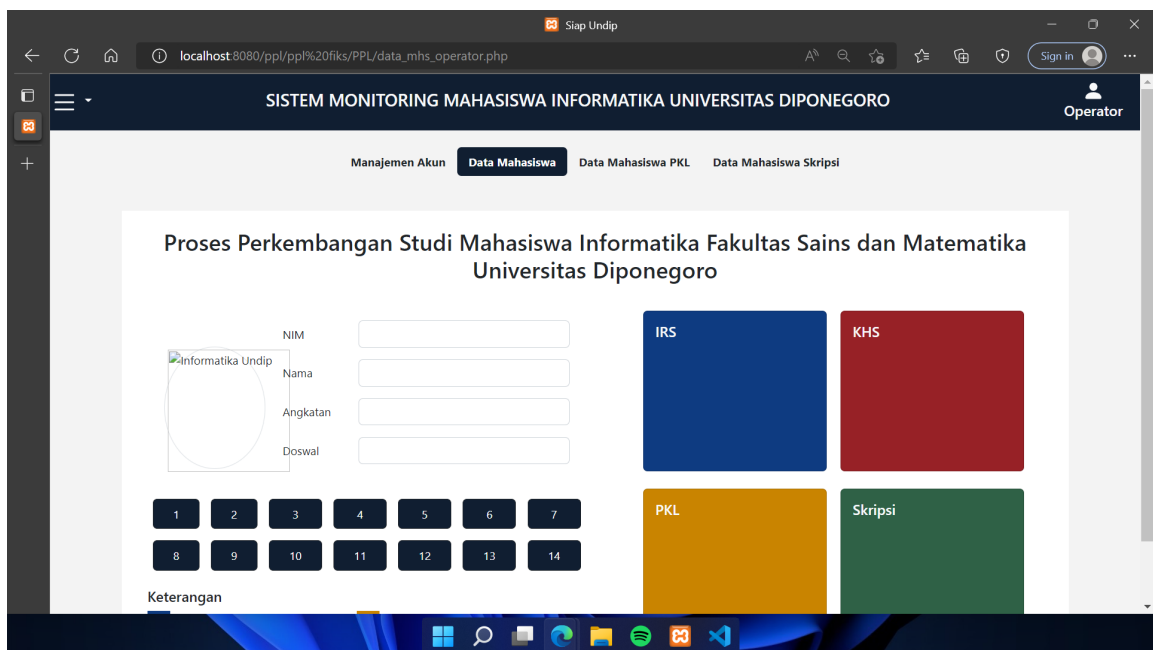 Siap Undip
localhost:8080/ppl/ppl%20fiks/PPL/data_mhs_operator.php
Sign in
SISTEM MONITORING MAHASISWA INFORMATIKA UNIVERSITAS DIPONEGORO
Operator
Manajemen Akun Data Mahasiswa Data Mahasiswa PKL Data Mahasiswa Skripsi
Proses Perkembangan Studi Mahasiswa Informatika Fakultas Sains dan Matematika
Universitas Diponegoro
Informatika Undip
NIM
Nama
Angkatan
Doswal
IRS
KHS
1 2 3 4 5 6 7
8 9 10 11 12 13 14
PKL
Skripsi
Keterangan